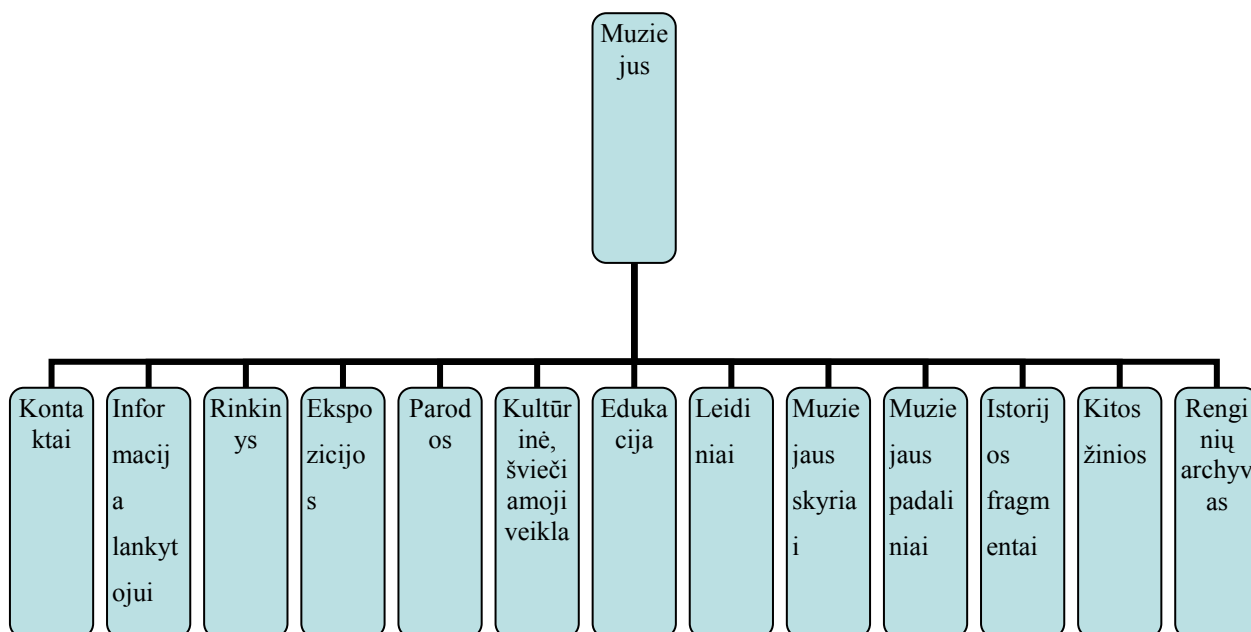 Muzie
jus
Konta
ktai
Infor
macij
a
lankyt
ojui
Rinkin
ys
Ekspo
zicijo
s
Parod
os
Kultūr
inė,
švieči
amoji
veikla
Eduka
cija
Leidi
niai
Muzie
jaus
skyria
i
Muzie
jaus
padali
niai
Istorij
os
fragm
entai
Kitos
žinios
Rengi
nių
archyv
as